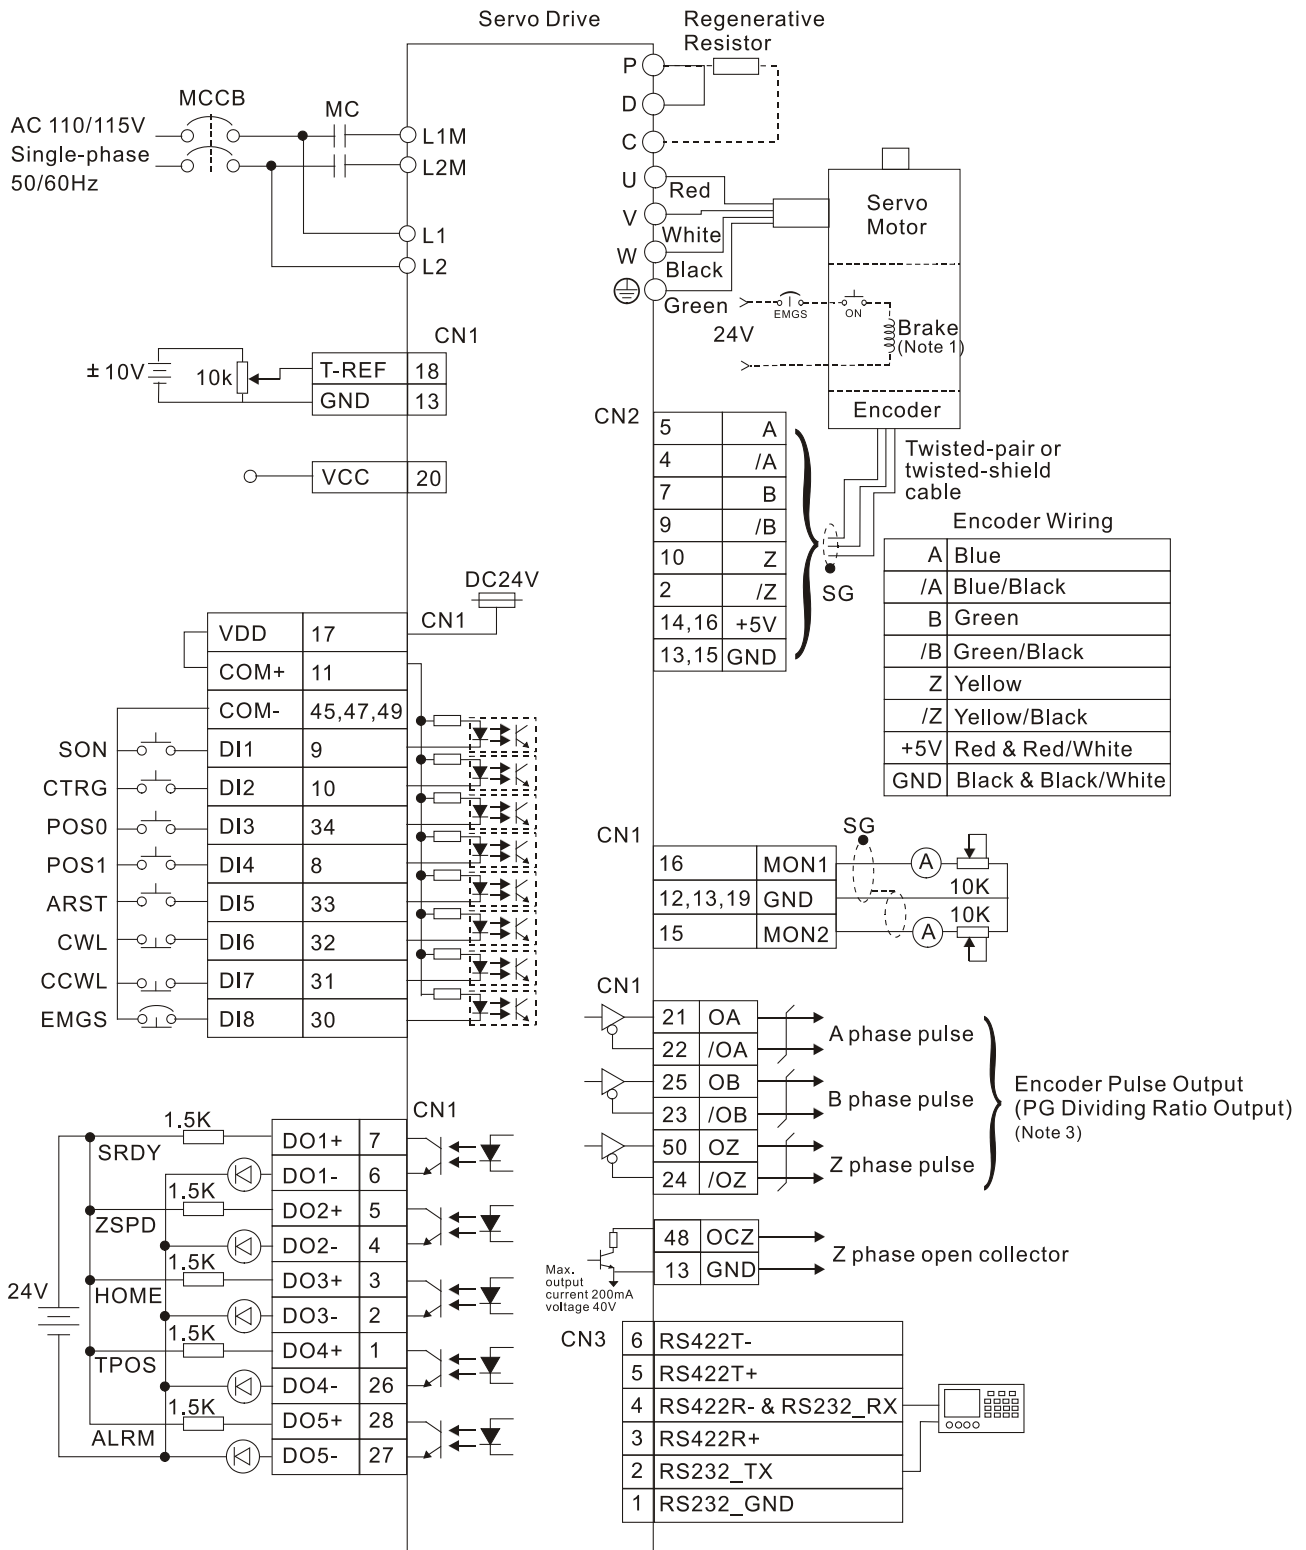 Servo Drive
Regenerative
Resistor
P
D
C
U
V
W
Red
White
Black
Green
MCCB
MC
AC 110/115V
Single-phase
50/60Hz
L1M
L2M
L1
L2
Servo
Motor
24V
EMGS
ON
Brake
(Note 1)
Encoder
CN1
± 10V
10k
T-REF 18
GND 13
VCC 20
CN2
5 A
4 /A
7 B
9 /B
10 Z
2 /Z
14,16 +5V
13,15 GND
SG
Twisted-pair or
twisted-shield
cable
Encoder Wiring
A Blue
/A Blue/Black
B Green
/B Green/Black
Z Yellow
/Z Yellow/Black
+5V Red & Red/White
GND Black & Black/White
DC24V
CN1
VDD 17
COM+ 11
COM- 45,47,49
SON DI1 9
CTRG DI2 10
POS0 DI3 34
POS1 DI4 8
ARST DI5 33
CWL DI6 32
CCWL DI7 31
EMGS DI8 30
CN1
SG
16 MON1
12,13,19 GND
15 MON2
A
10K
10K
A
CN1
21 OA
22 /OA
A phase pulse
25 OB
23 /OB
B phase pulse
50 OZ
24 /OZ
Z phase pulse
Encoder Pulse Output
(PG Dividing Ratio Output)
(Note 3)
48 OCZ
13 GND
Z phase open collector
Max.
output
current 200mA
voltage 40V
CN1
24V
1.5K
SRDY
DO1+ 7
DO1- 6
1.5K
ZSPD
DO2+ 5
DO2- 4
1.5K
HOME
DO3+ 3
DO3- 2
1.5K
TPOS
DO4+ 1
DO4- 26
1.5K
ALRM
DO5+ 28
DO5- 27
CN3
6 RS422T-
5 RS422T+
4 RS422R- & RS232_RX
3 RS422R+
2 RS232_TX
1 RS232_GND